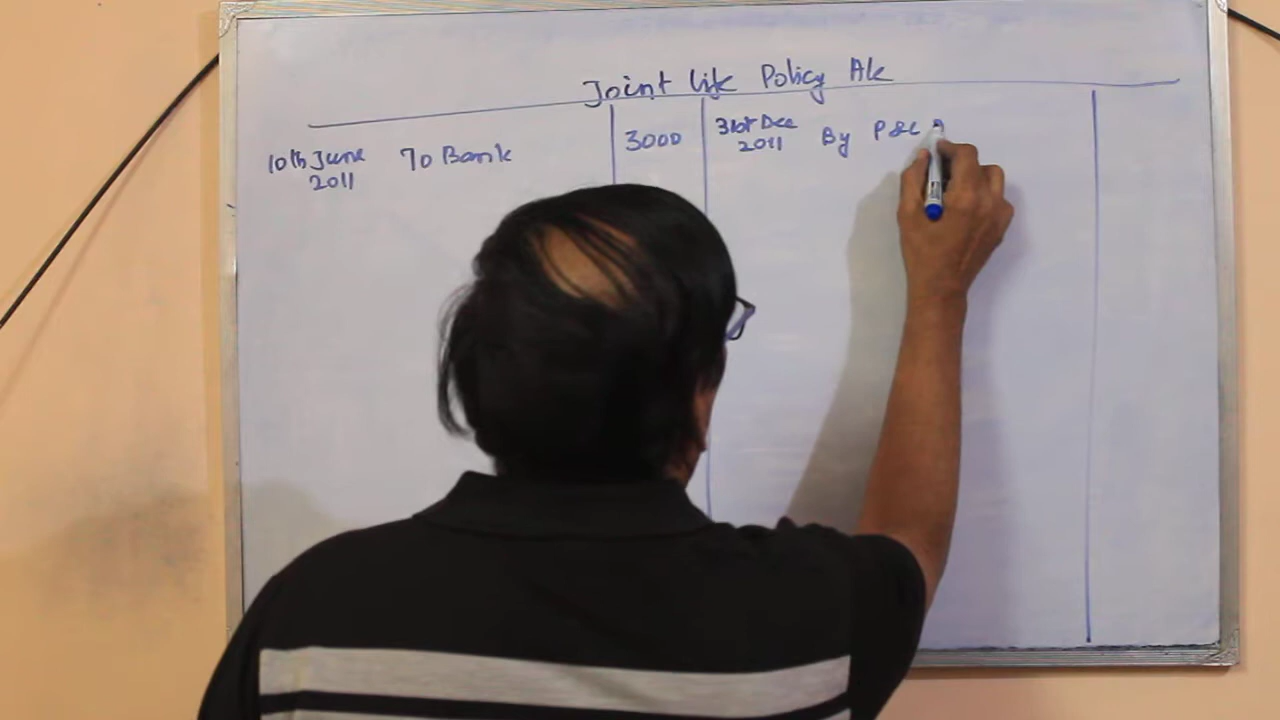 Joint Life Policy A/c
10th June 2011 To Bank 3000
31st Dec 2011 By P&L A